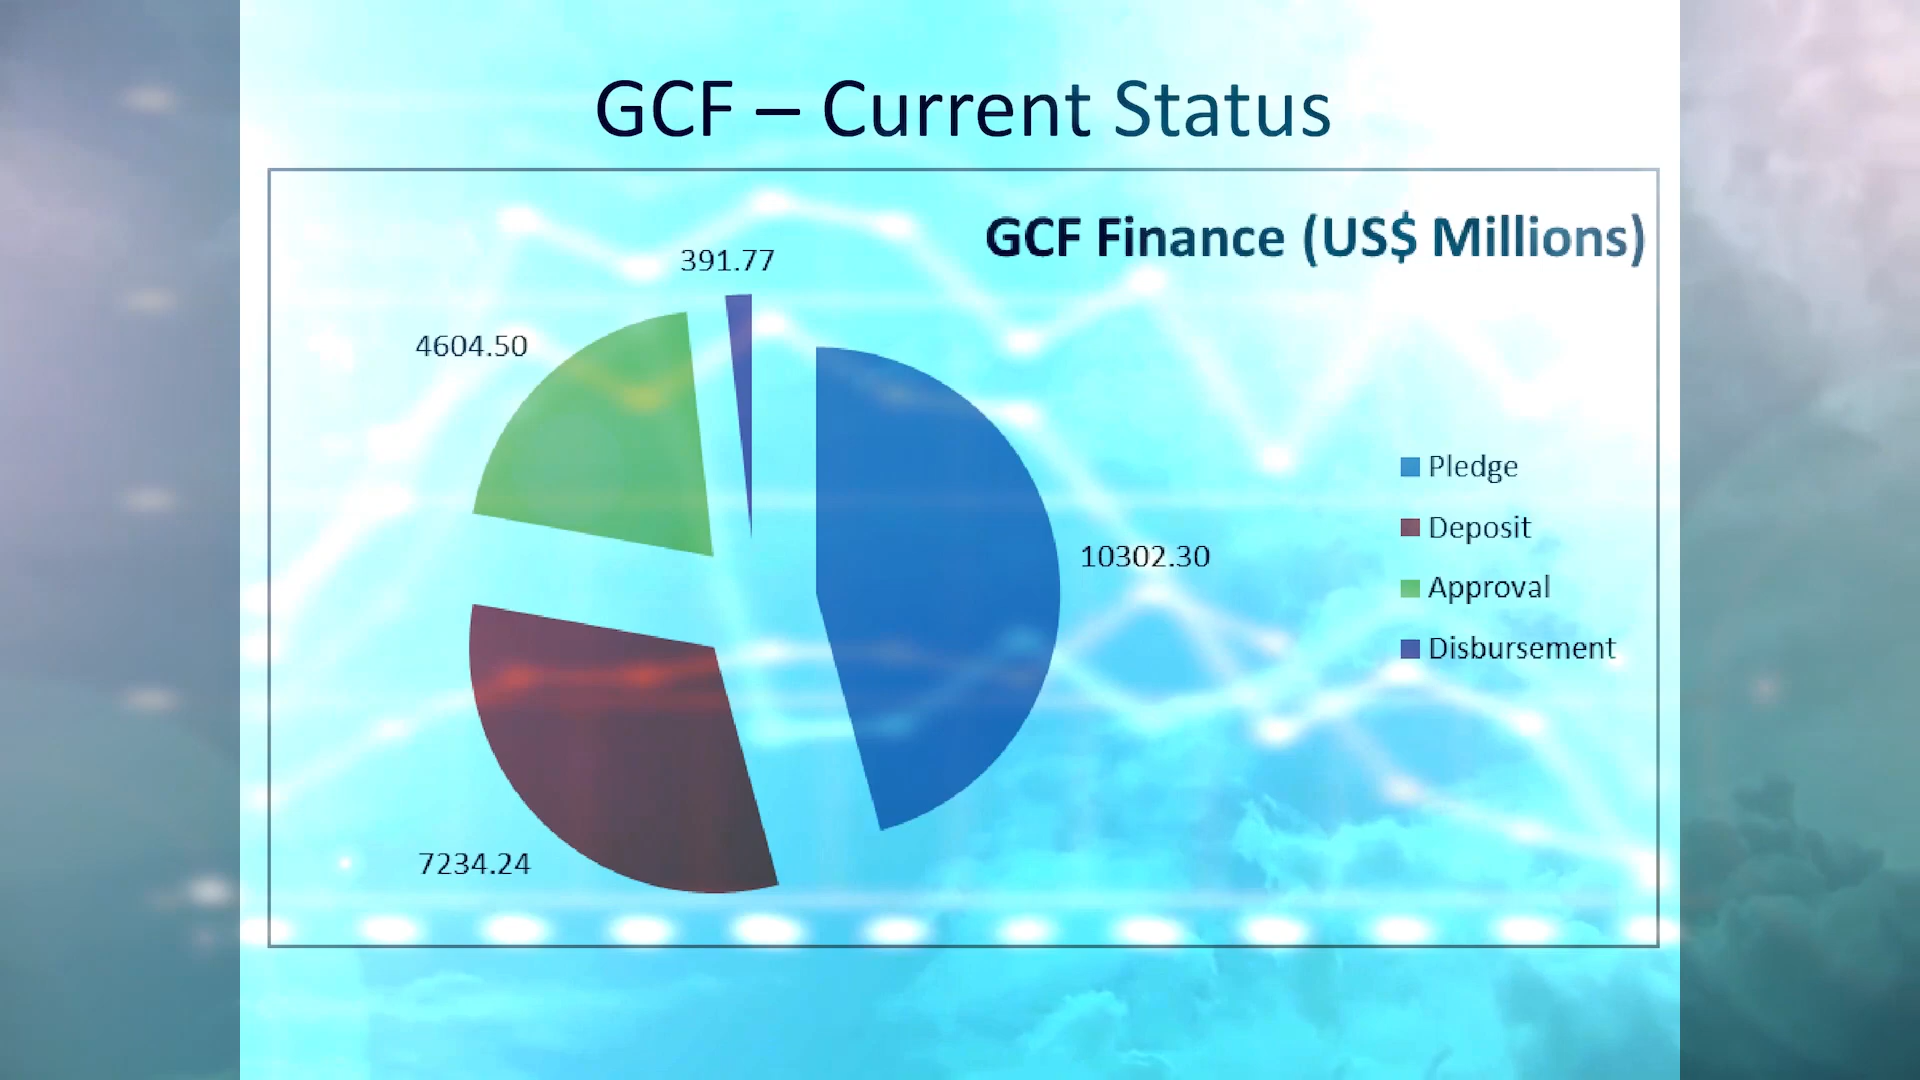 GCF – Current Status
GCF Finance (US$ Millions)
391.77
4604.50
10302.30
7234.24
Pledge
Deposit
Approval
Disbursement